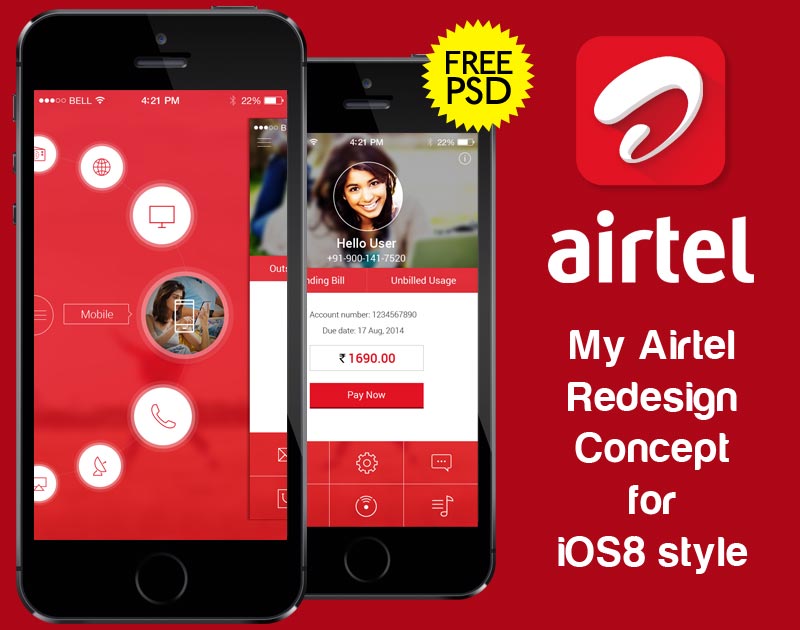 BELL
4:21 PM
22%
Mobile
B
Outs
4:21 PM
22%
Hello User
+91-900-141-7520
nding Bill
Unbilled Usage
Account number: 1234567890
Due date: 17 Aug, 2014
₹ 1690.00
Pay Now
FREE
PSD
airtel
My Airtel
Redesign
Concept
for
iOS8 style